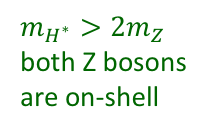 m_{H^*} > 2m_Z
both Z bosons
are on-shell